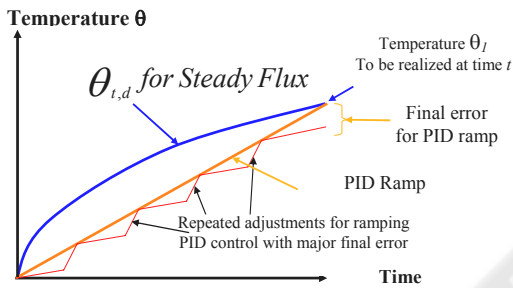 Temperature θ
Temperature θ1
To be realized at time t
θt,d for Steady Flux
Final error
for PID ramp
PID Ramp
Repeated adjustments for ramping
PID control with major final error
Time